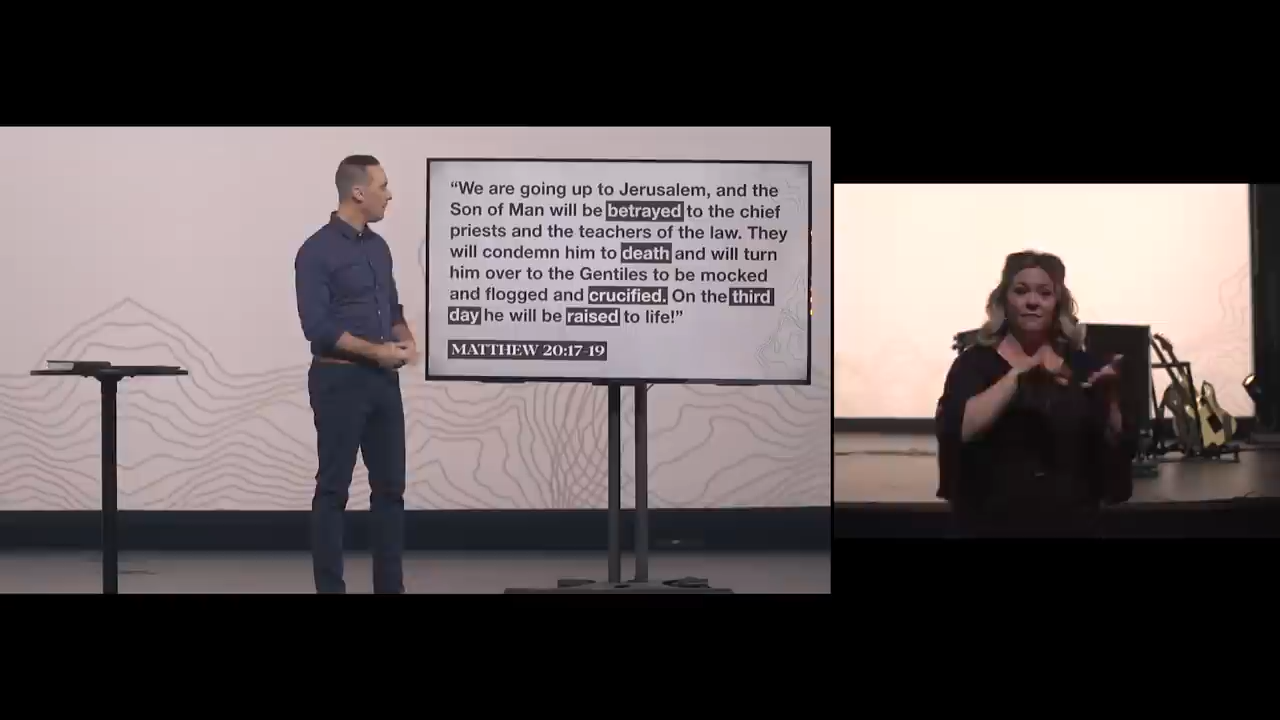 “We are going up to Jerusalem, and the
Son of Man will be betrayed to the chief
priests and the teachers of the law. They
will condemn him to death and will turn
him over to the Gentiles to be mocked
and flogged and crucified. On the third
day he will be raised to life!”
MATTHEW 20:17-19